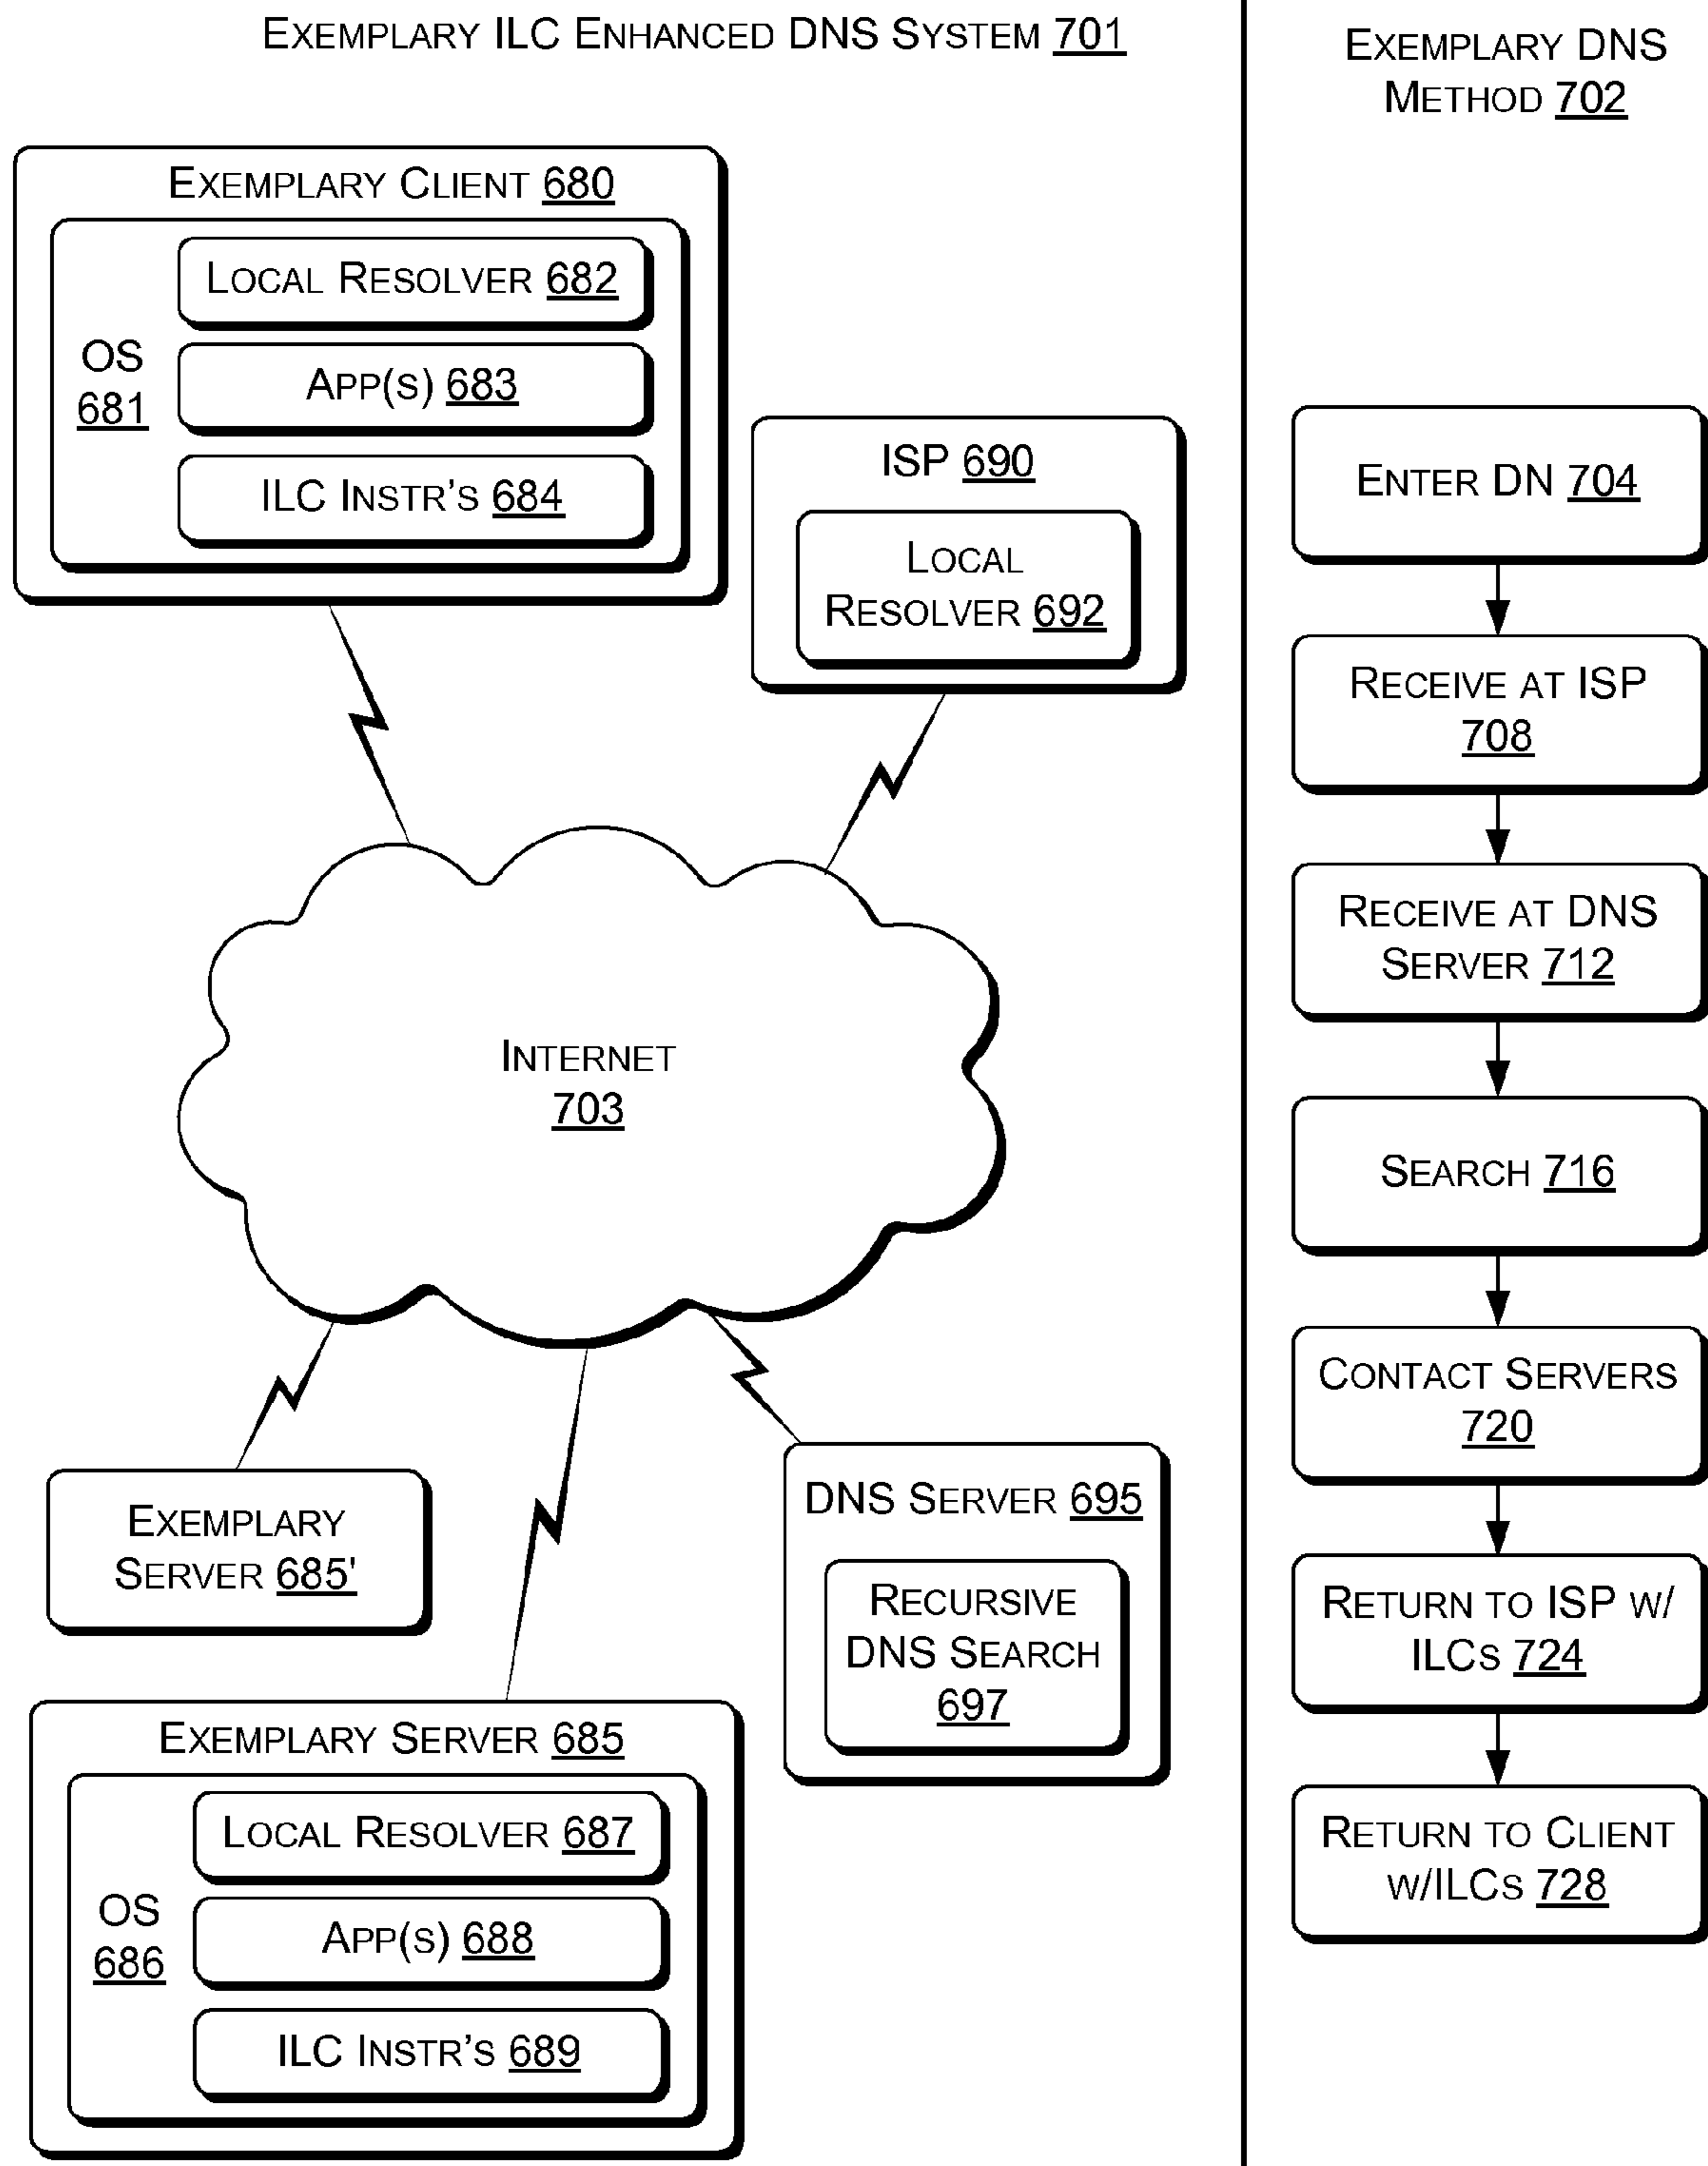 EXEMPLARY ILC ENHANCED DNS SYSTEM 701
EXEMPLARY CLIENT 680
OS
681
LOCAL RESOLVER 682
APP(S) 683
ILC INSTR'S 684
ISP 690
LOCAL
RESOLVER 692
INTERNET
703
EXEMPLARY
SERVER 685'
DNS SERVER 695
RECURSIVE
DNS SEARCH
697
EXEMPLARY SERVER 685
OS
686
LOCAL RESOLVER 687
APP(S) 688
ILC INSTR'S 689
EXEMPLARY DNS
METHOD 702
ENTER DN 704
RECEIVE AT ISP
708
RECEIVE AT DNS
SERVER 712
SEARCH 716
CONTACT SERVERS
720
RETURN TO ISP W/
ILCS 724
RETURN TO CLIENT
W/ILCS 728